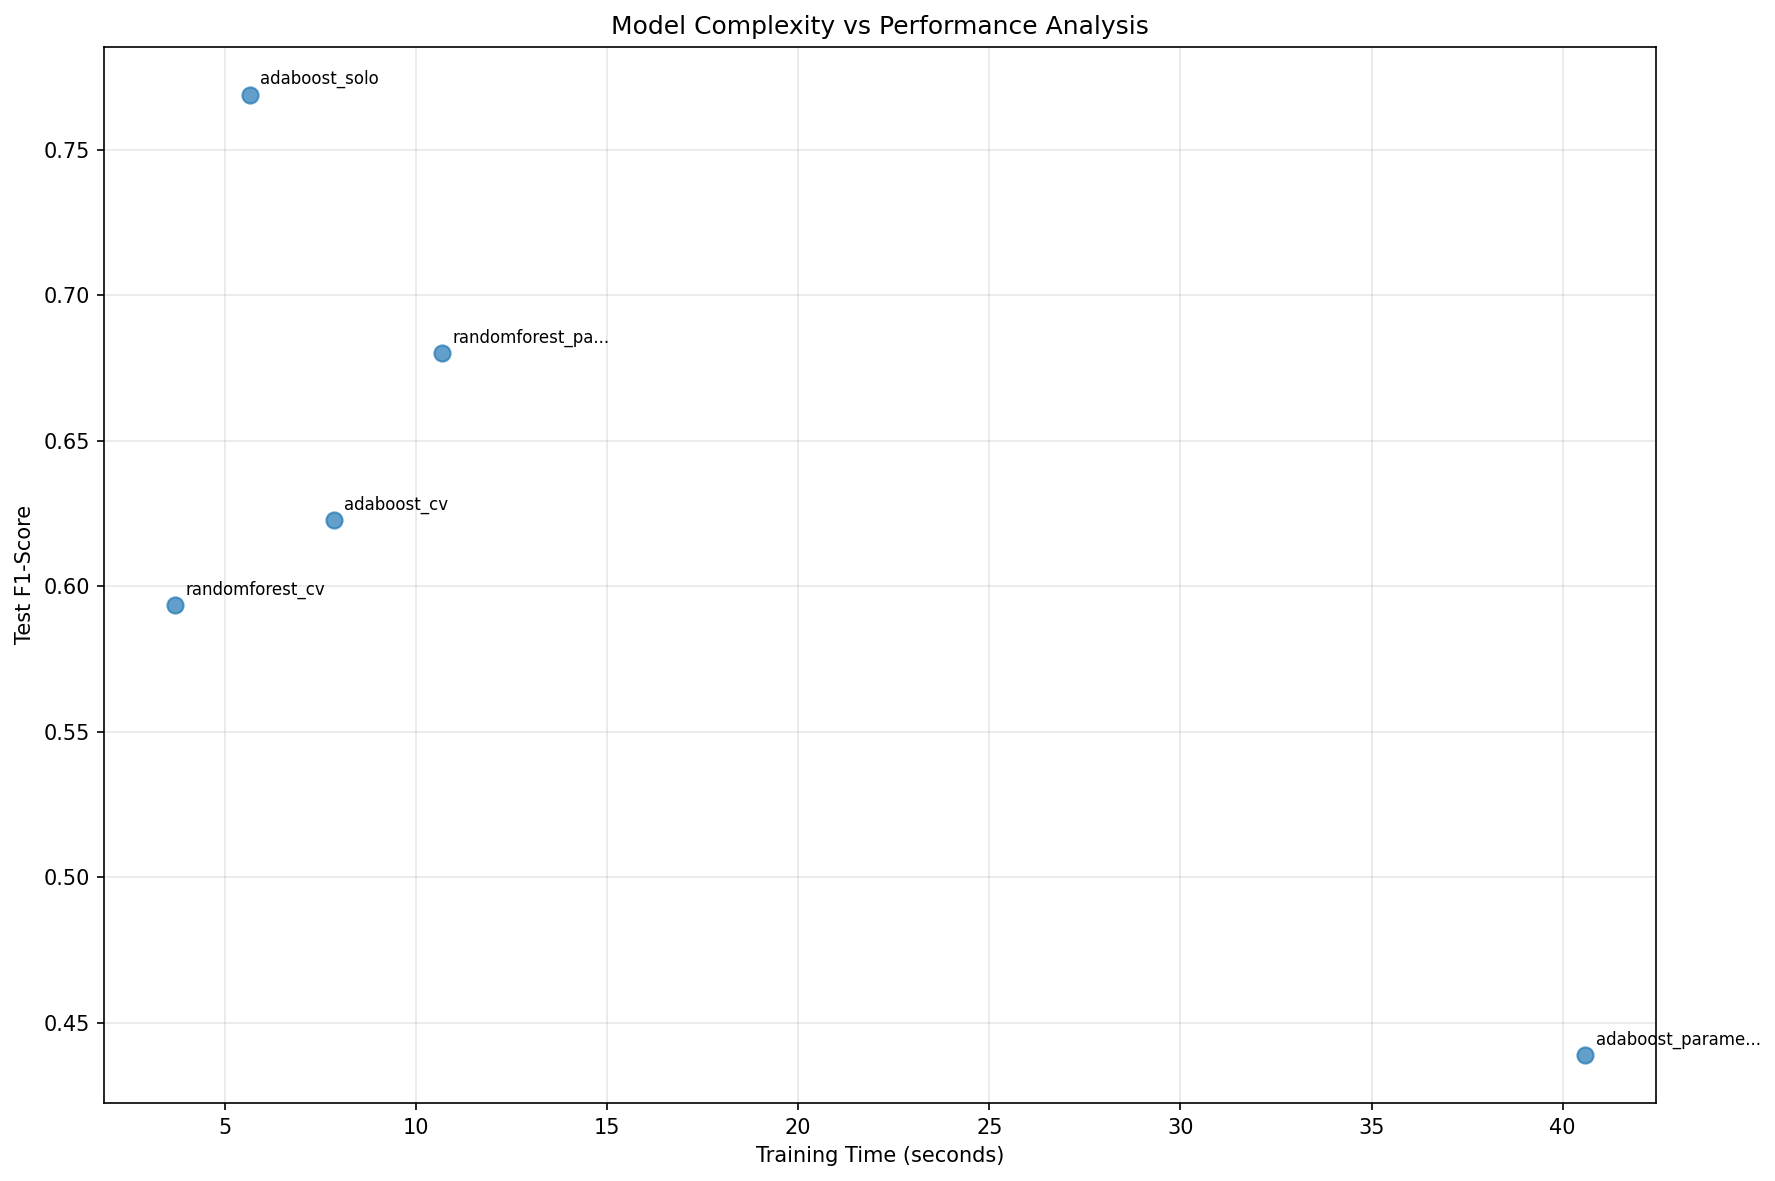 Model Complexity vs Performance Analysis
adaboost_solo
0.75
0.70
randomforest_pa...
0.65
adaboost_cv
Test F1-Score
0.60
randomforest_cv
0.55
0.50
0.45
adaboost_parame...
5 10 15 20 25 30 35 40
Training Time (seconds)